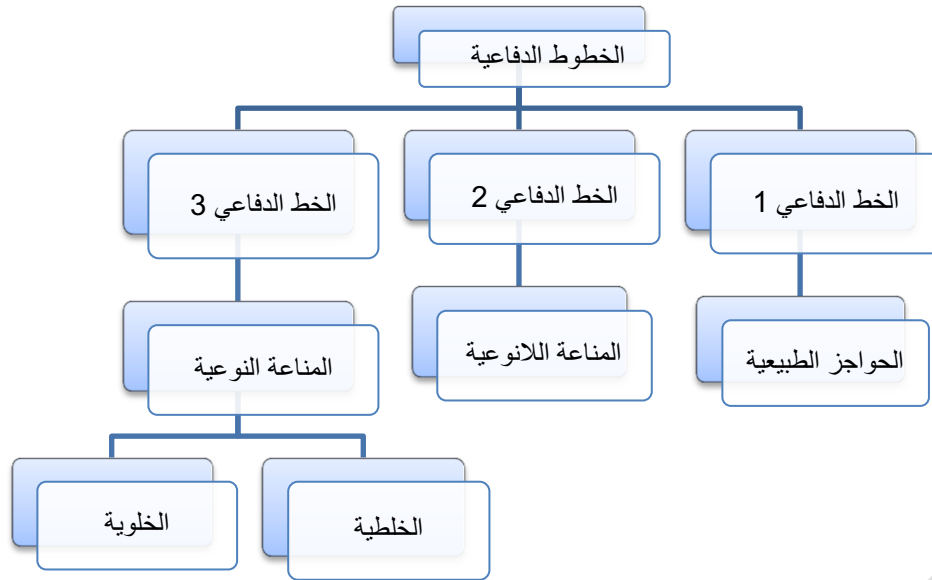 الخطوط الدفاعية
الخط الدفاعي 1
الخط الدفاعي 2
الخط الدفاعي 3
الحواجز الطبيعية
المناعة اللانوعية
المناعة النوعية
الخلطية
الخلوية